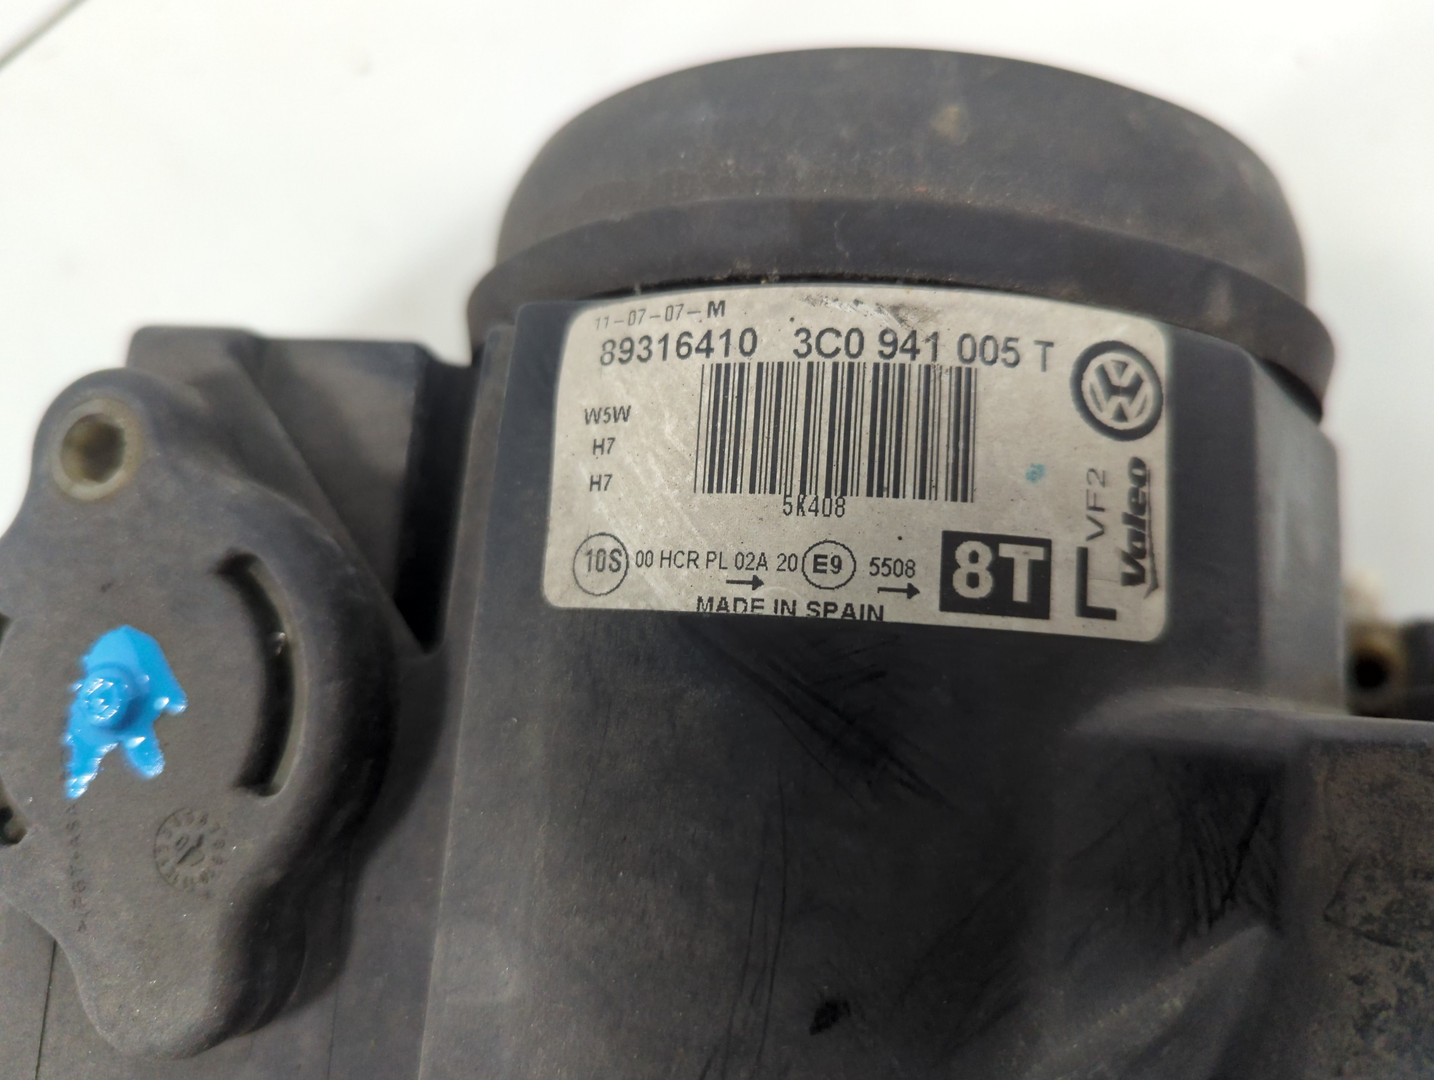 11-07-07-M
89316410 3C0 941 005 T
W5W
H7
H7
5K408
VF2
Valeo
10S 00 HCR PL 02A 20 E9 5508 8T L
MADE IN SPAIN